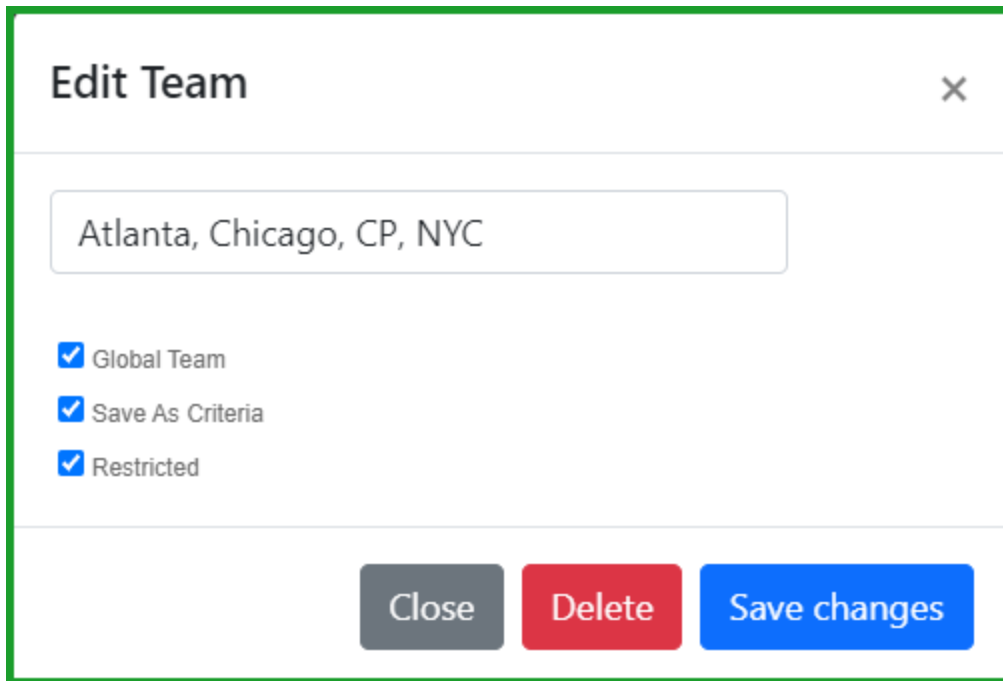 Edit Team
×
Atlanta, Chicago, CP, NYC
Global Team
Save As Criteria
Restricted
Close Delete Save changes